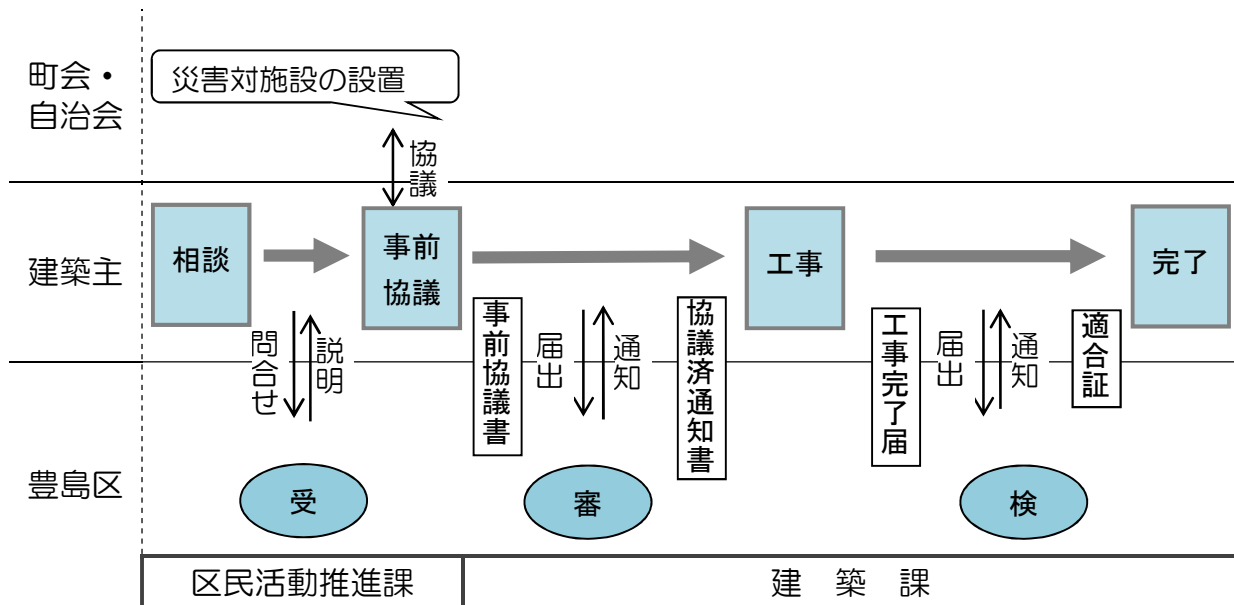 町会・
自治会
災害対施設の設置
協議
建築主
相談
事前
協議
工事
完了
問合せ
説明
事前協議書
届出
通知
協議済通知書
工事完了届
届出
通知
適合証
豊島区
受
審
検
区民活動推進課
建 築 課